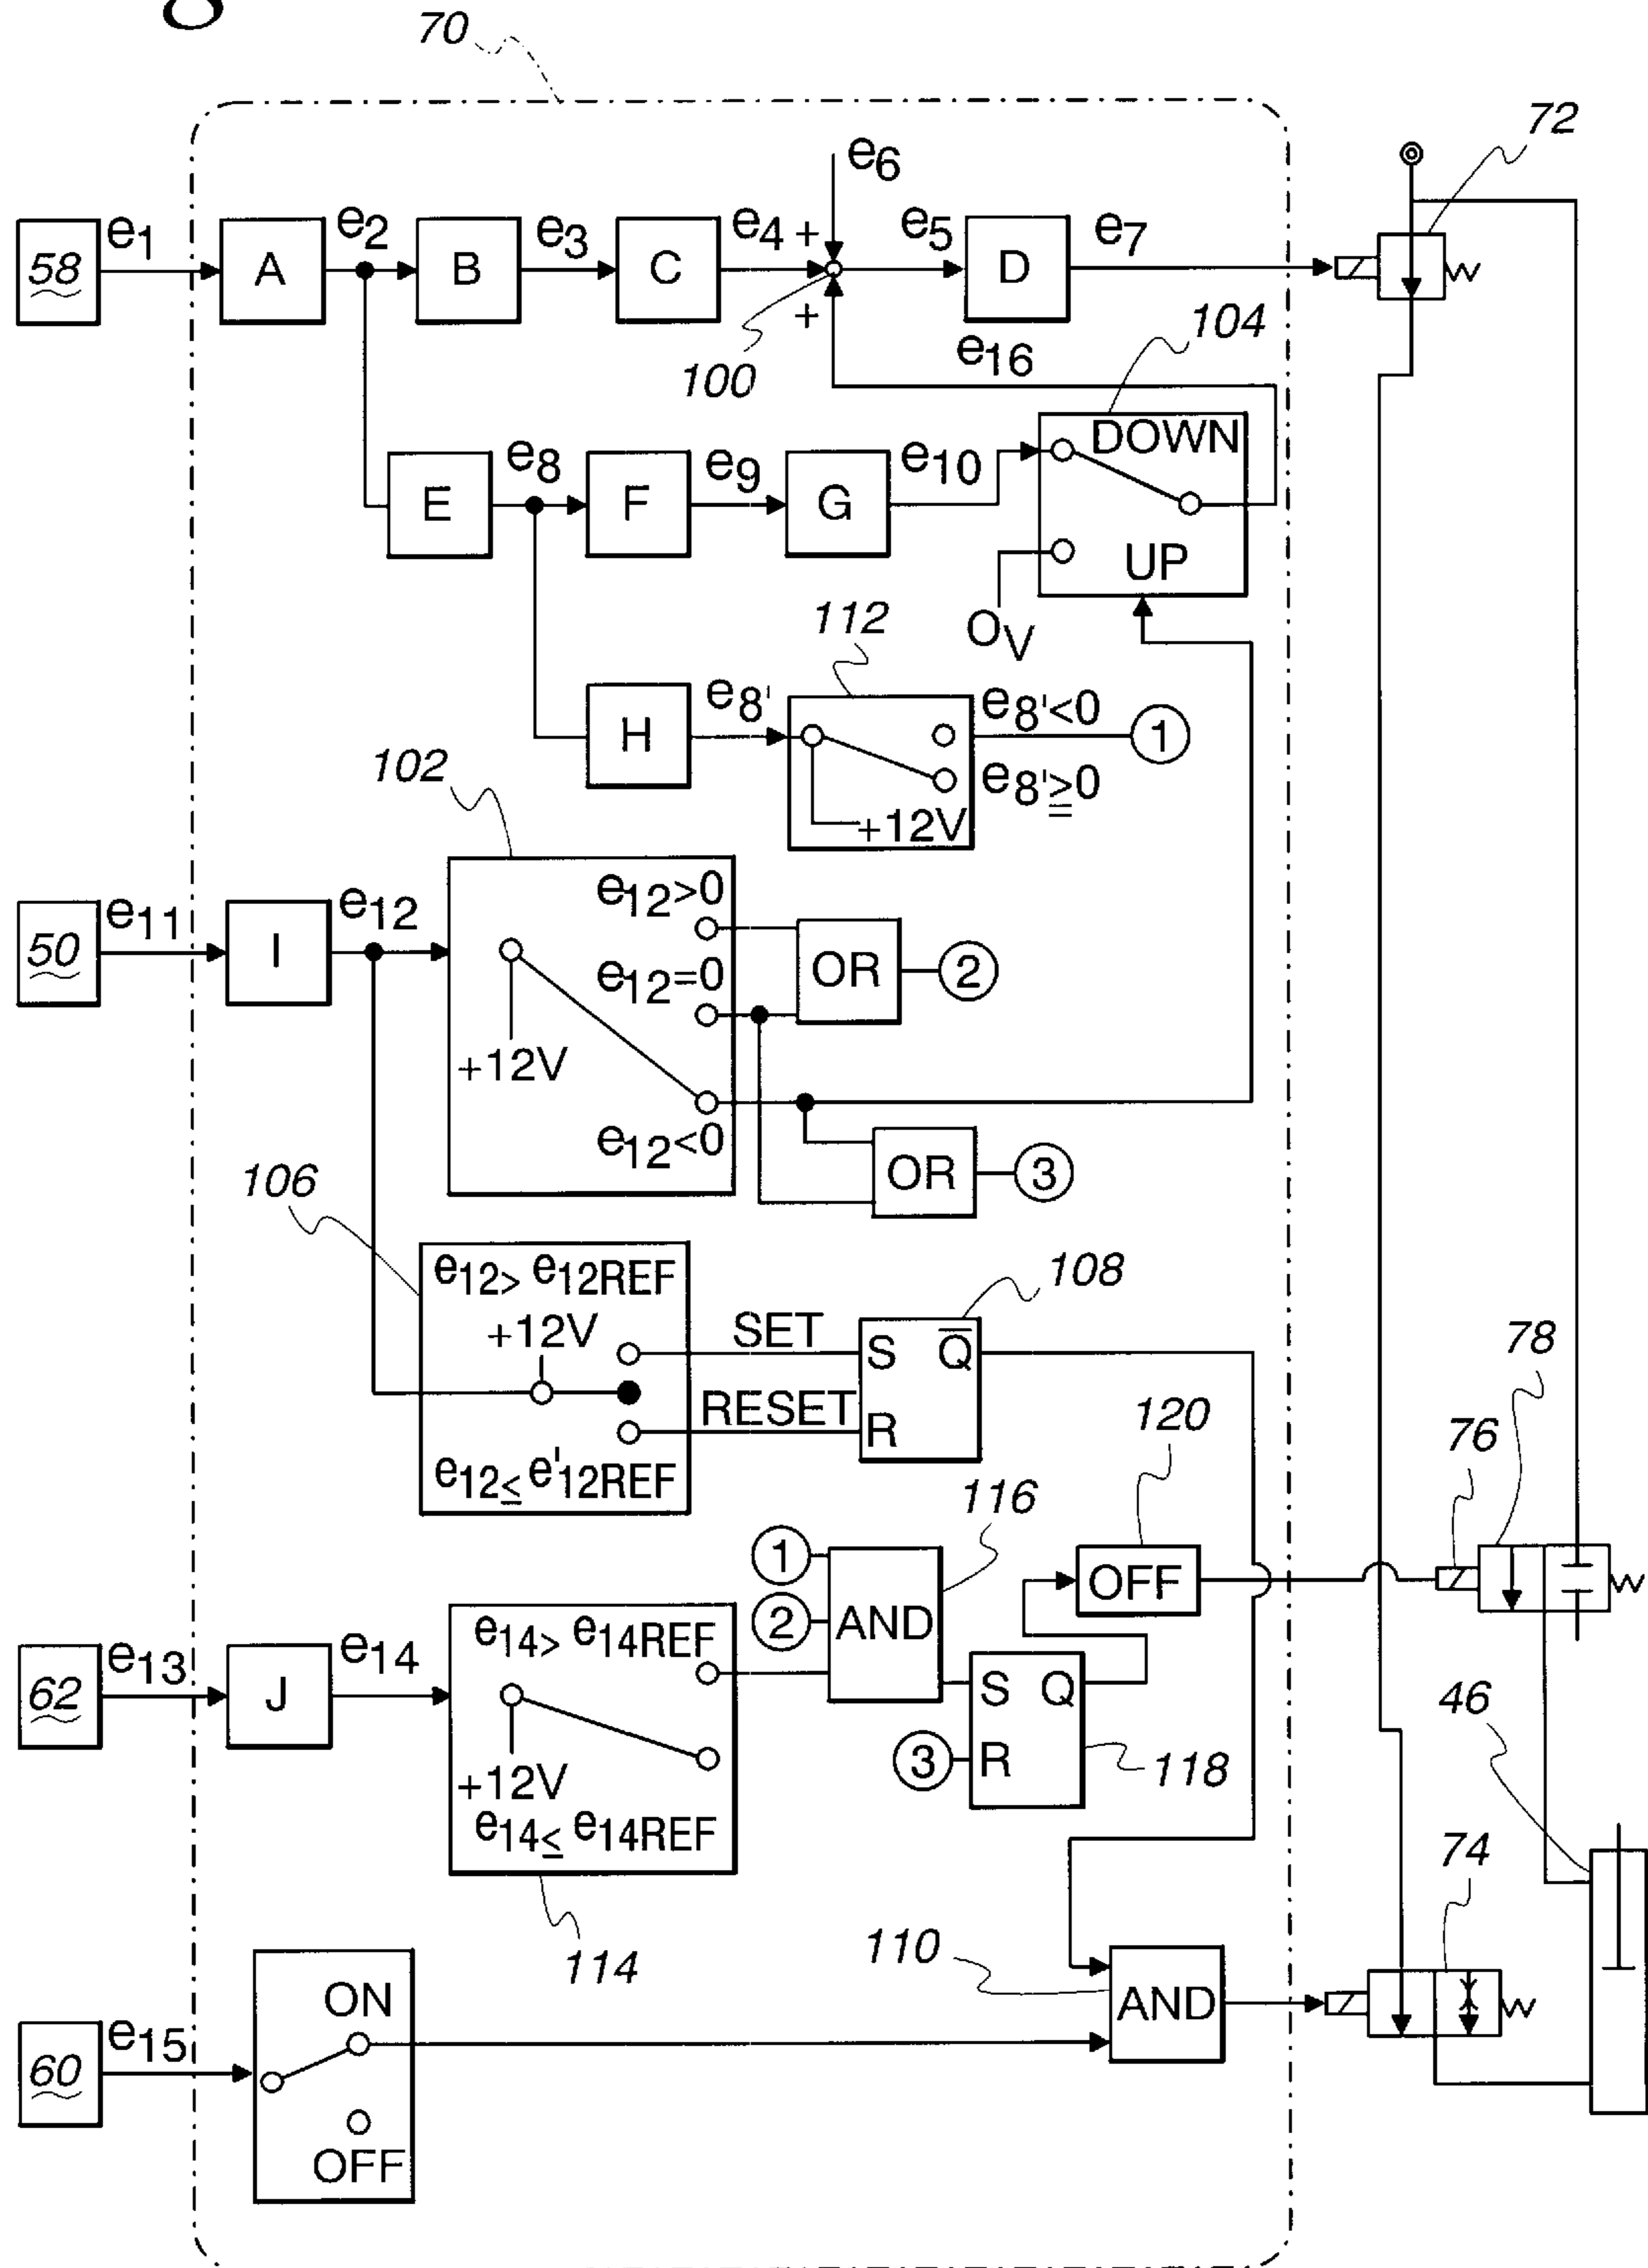 70
72
e6
58
e1
A
e2
B
e3
C
e4
+
+
e5
D
e7
100
e16
104
E
e8
F
e9
G
e10
DOWN
UP
OV
112
H
e8'
e8'<0
e8'≧0
+12V
1
102
50
e11
I
e12
e12>0
e12=0
e12<0
+12V
OR
2
OR
3
106
e12> e12REF
+12V
e12≤ e'12REF
SET
RESET
S
Q̅
R
108
78
76
120
OFF
116
1
2
AND
62
e13
J
e14
e14> e14REF
+12V
e14≤ e14REF
114
S
Q
3
R
118
46
74
110
AND
60
e15
ON
OFF